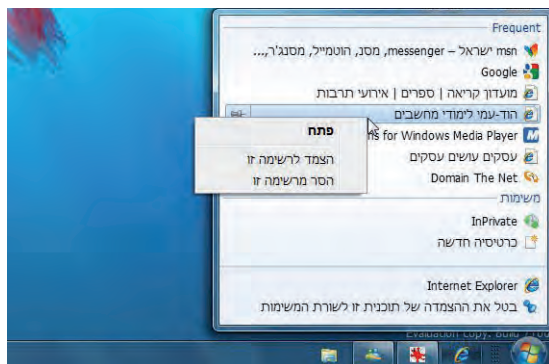 Frequent
msn ישראל – messenger, מסנ, הוטמייל, מסנג'ר,...
Google
מועדון קריאה | ספרים | אירועי תרבות
הוד-עמי לימודי מחשבים
ns for Windows Media Player
עסקים עושים עסקים
Domain The Net
משימות
InPrivate
כרטיסיה חדשה
Internet Explorer
בטל את ההצמדה של תוכנית זו לשורת המשימות
פתח
הצמד לרשימה זו
הסר מרשימה זו
Evaluation copy. Build